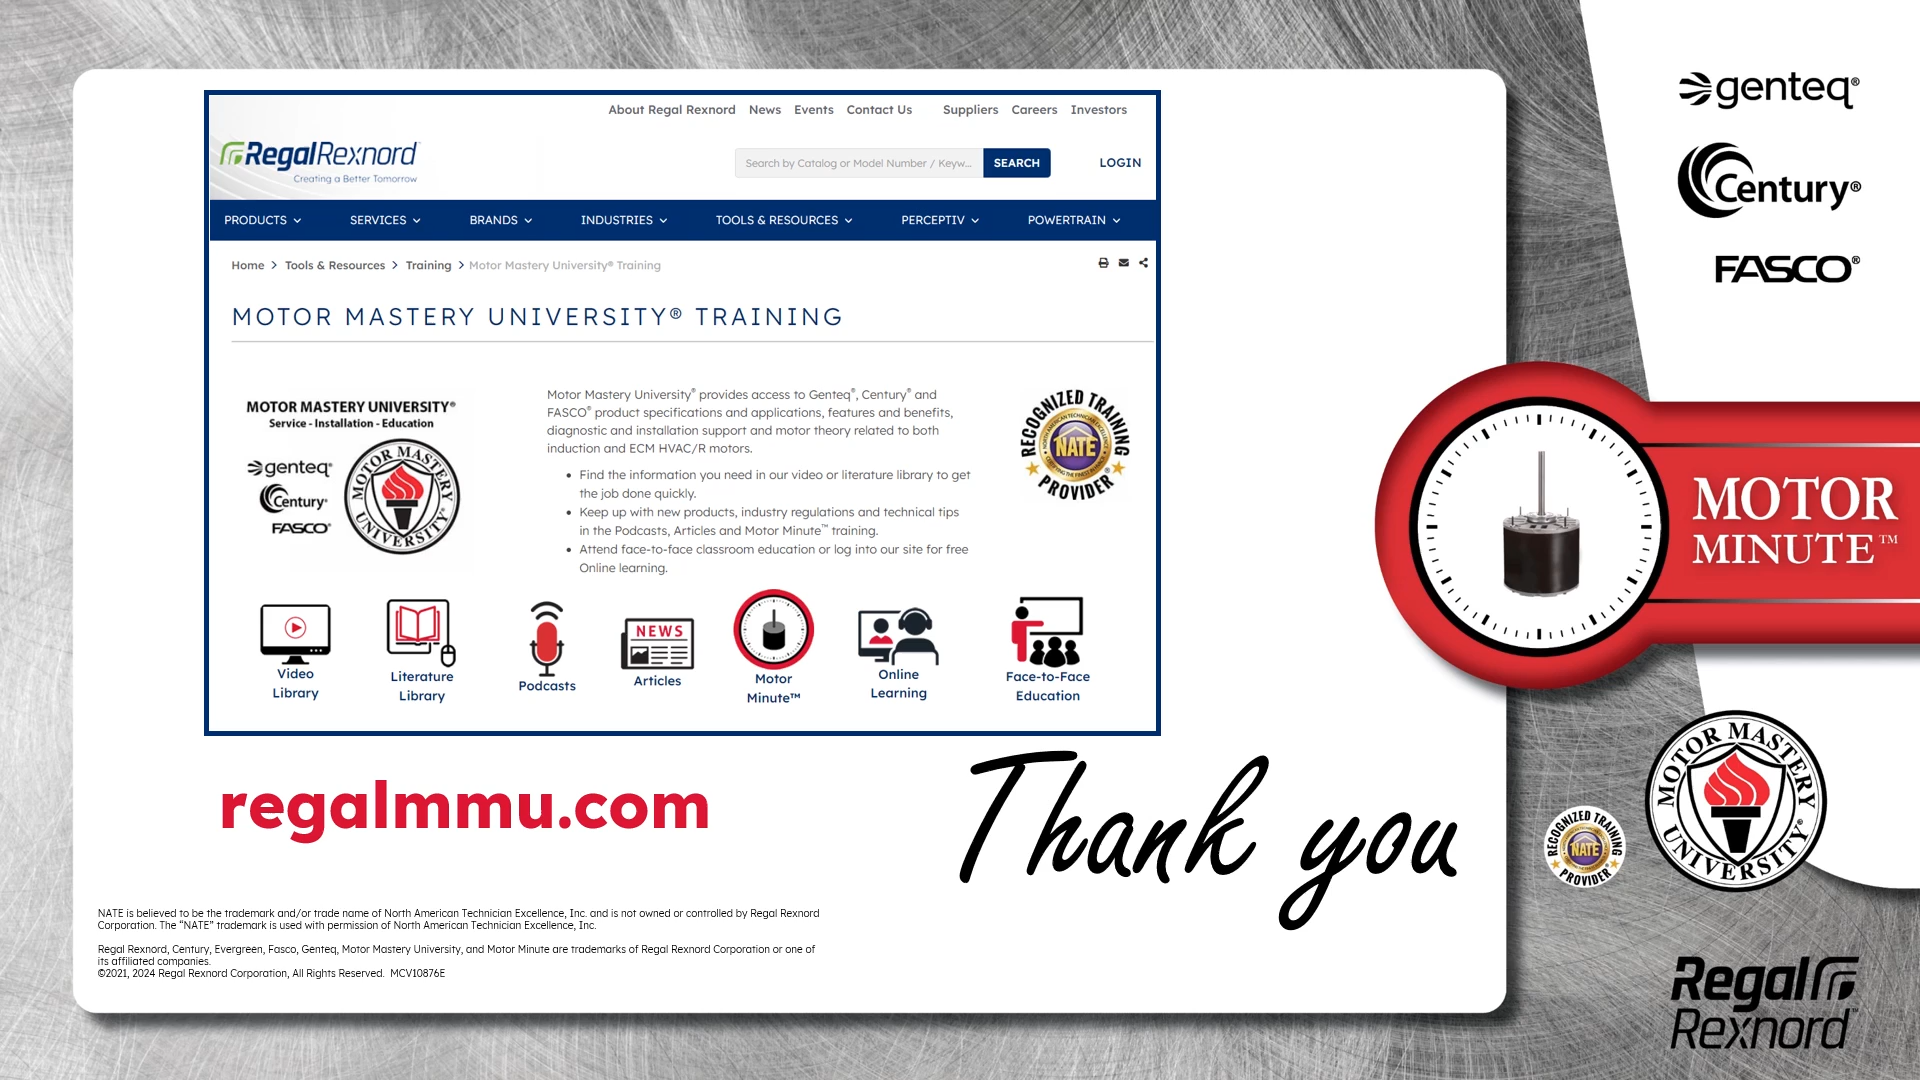 About Regal Rexnord News Events Contact Us Suppliers Careers Investors
RegalRexnord
Creating a Better Tomorrow
Search by Catalog or Model Number / Keyw... SEARCH LOGIN
PRODUCTS SERVICES BRANDS INDUSTRIES TOOLS & RESOURCES PERCEPTIV POWERTRAIN
Home > Tools & Resources > Training > Motor Mastery University® Training
MOTOR MASTERY UNIVERSITY® TRAINING
MOTOR MASTERY UNIVERSITY®
Service - Installation - Education
genteq®
Century®
FASCO®
MOTOR MASTERY UNIVERSITY®
Motor Mastery University® provides access to Genteq®, Century® and
FASCO® product specifications and applications, features and benefits,
diagnostic and installation support and motor theory related to both
induction and ECM HVAC/R motors.
• Find the information you need in our video or literature library to get
the job done quickly.
• Keep up with new products, industry regulations and technical tips
in the Podcasts, Articles and Motor Minute™ training.
• Attend face-to-face classroom education or log into our site for free
Online learning.
RECOGNIZED TRAINING
NATE
PROVIDER
NEWS
Video
Library
Literature
Library
Podcasts
Articles
Motor
Minute™
Online
Learning
Face-to-Face
Education
regalmmu.com
Thank you
NATE is believed to be the trademark and/or trade name of North American Technician Excellence, Inc. and is not owned or controlled by Regal Rexnord
Corporation. The “NATE” trademark is used with permission of North American Technician Excellence, Inc.
Regal Rexnord, Century, Evergreen, Fasco, Genteq, Motor Mastery University, and Motor Minute are trademarks of Regal Rexnord Corporation or one of
its affiliated companies.
©2021, 2024 Regal Rexnord Corporation, All Rights Reserved. MCV10876E
genteq®
Century®
FASCO®
MOTOR
MINUTE™
RECOGNIZED TRAINING
NATE
PROVIDER
MOTOR MASTERY UNIVERSITY®
Regal
Rexnord™